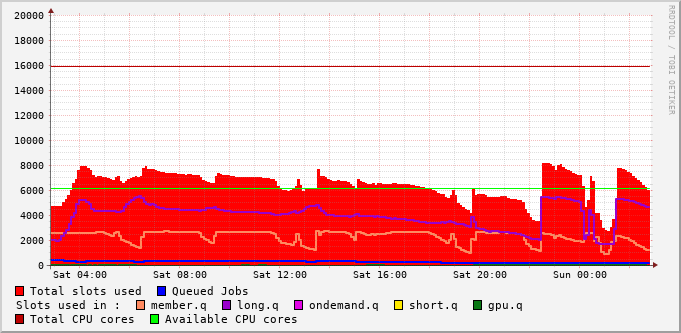 RRDTOOL / TOBI OETIKER
20000
18000
16000
14000
12000
10000
8000
6000
4000
2000
0
Sat 04:00 Sat 08:00 Sat 12:00 Sat 16:00 Sat 20:00 Sun 00:00
Total slots used Queued Jobs
Slots used in : member.q long.q ondemand.q short.q gpu.q
Total CPU cores Available CPU cores